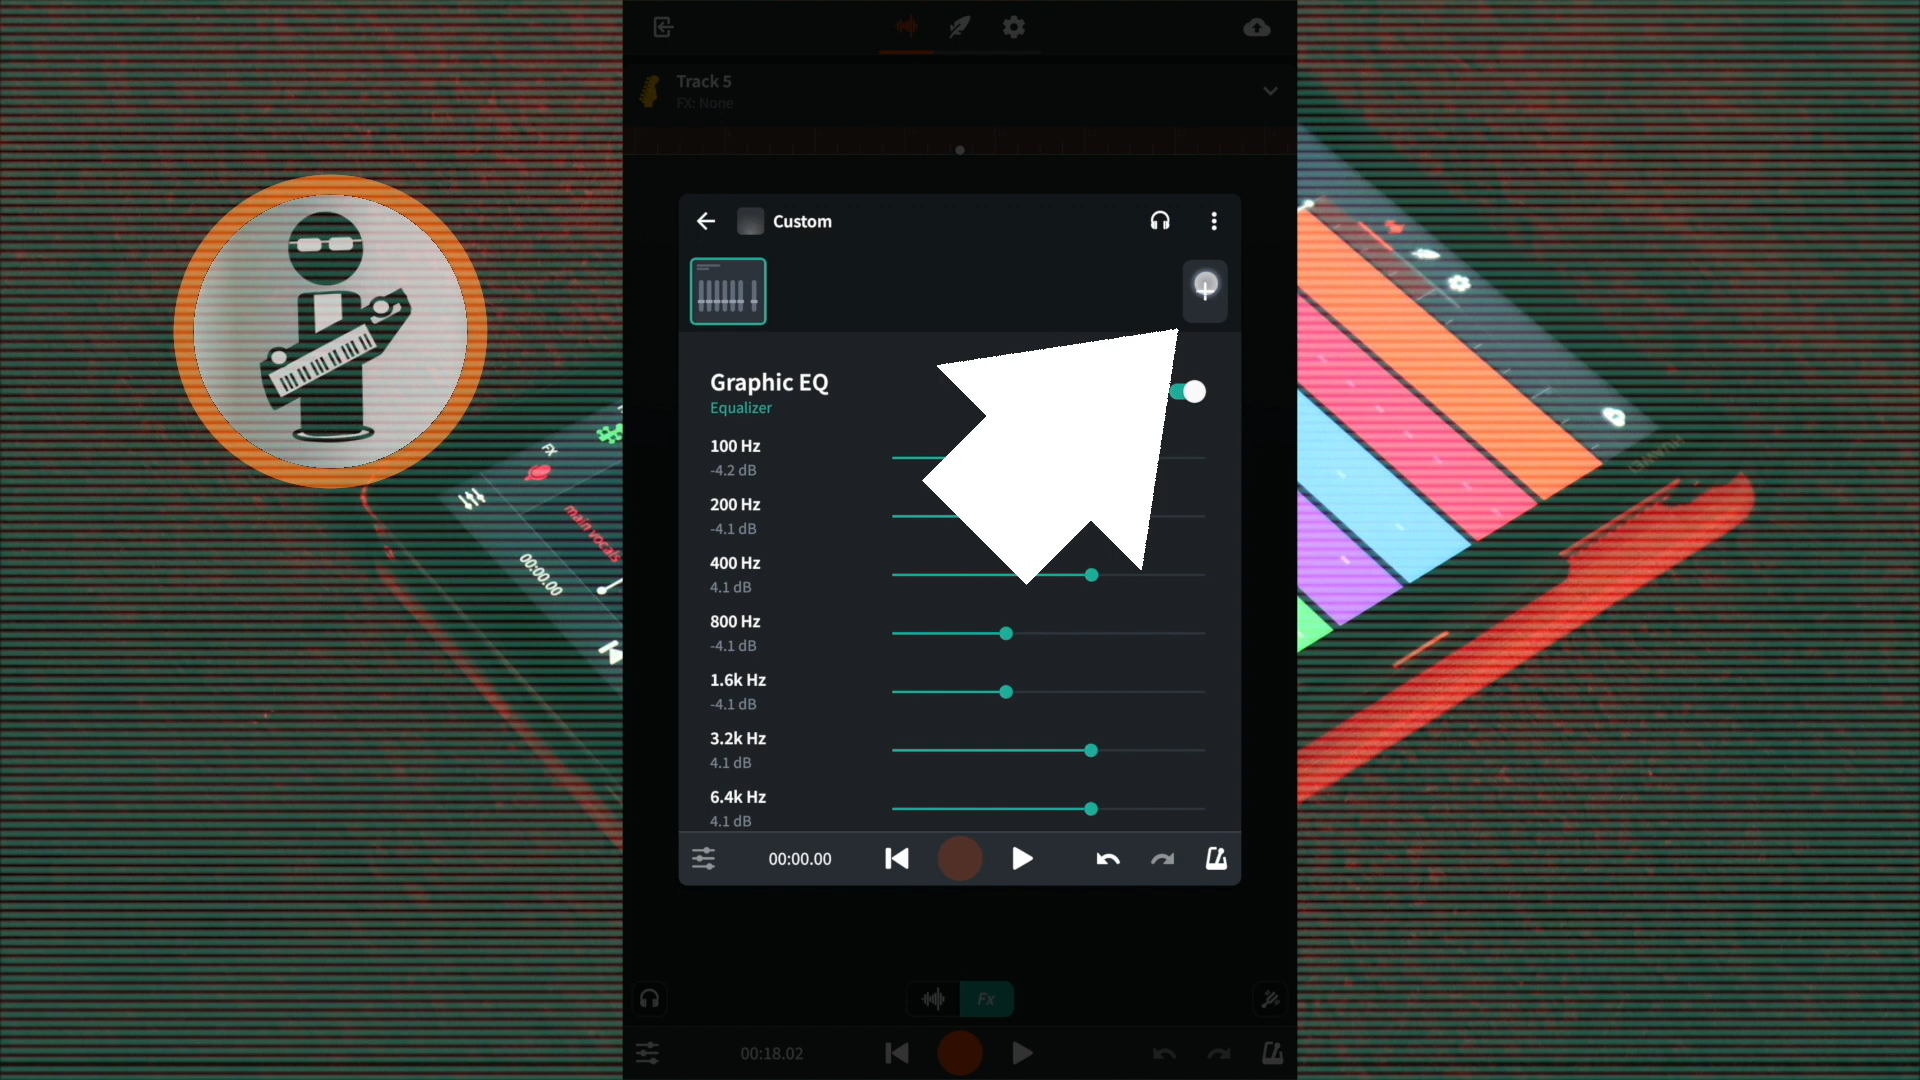 Track 5
FX: None
Custom
Graphic EQ
Equalizer
100 Hz
-4.2 dB
200 Hz
-4.1 dB
400 Hz
4.1 dB
800 Hz
-4.1 dB
1.6k Hz
-4.1 dB
3.2k Hz
4.1 dB
6.4k Hz
4.1 dB
00:00.00
Fx
00:18.02
FX
main vocals
00:00.00
HUAWEI